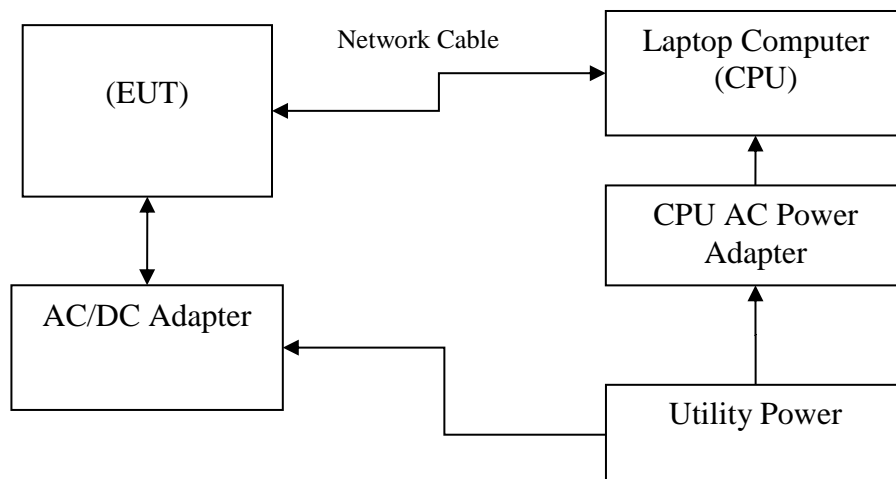 Network Cable
(EUT)
Laptop Computer
(CPU)
CPU AC Power
Adapter
AC/DC Adapter
Utility Power